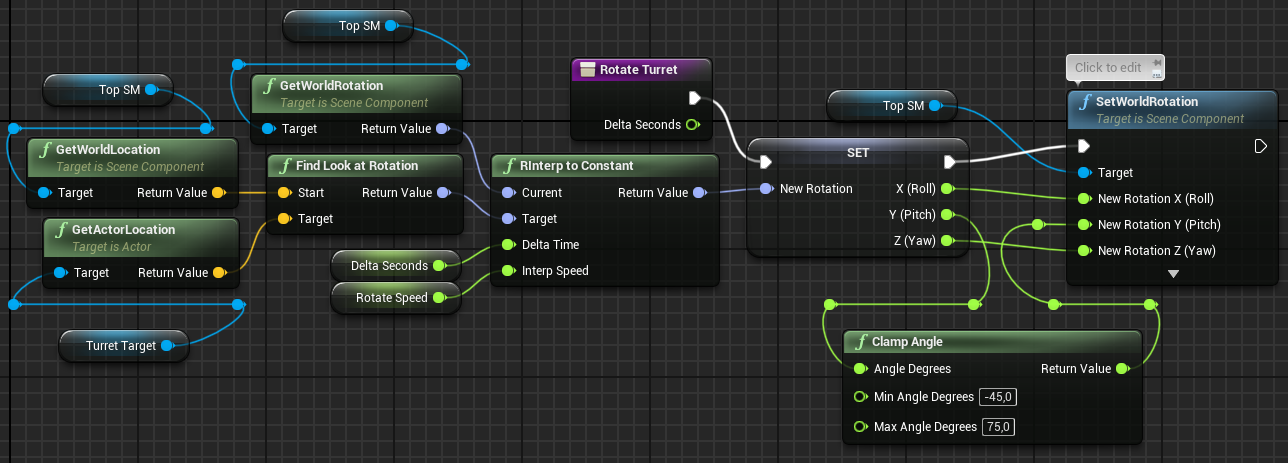 Top SM
Top SM
f GetWorldRotation
Target is Scene Component
Target
Return Value
f GetWorldLocation
Target is Scene Component
Target
Return Value
f Find Look at Rotation
Start
Return Value
Target
f GetActorLocation
Target is Actor
Target
Return Value
Turret Target
Delta Seconds
Rotate Speed
f RInterp to Constant
Current
Return Value
Target
Delta Time
Interp Speed
Rotate Turret
Delta Seconds
SET
New Rotation
X (Roll)
Y (Pitch)
Z (Yaw)
Top SM
Click to edit
f SetWorldRotation
Target is Scene Component
Target
New Rotation X (Roll)
New Rotation Y (Pitch)
New Rotation Z (Yaw)
f Clamp Angle
Angle Degrees
Return Value
Min Angle Degrees -45,0
Max Angle Degrees 75,0